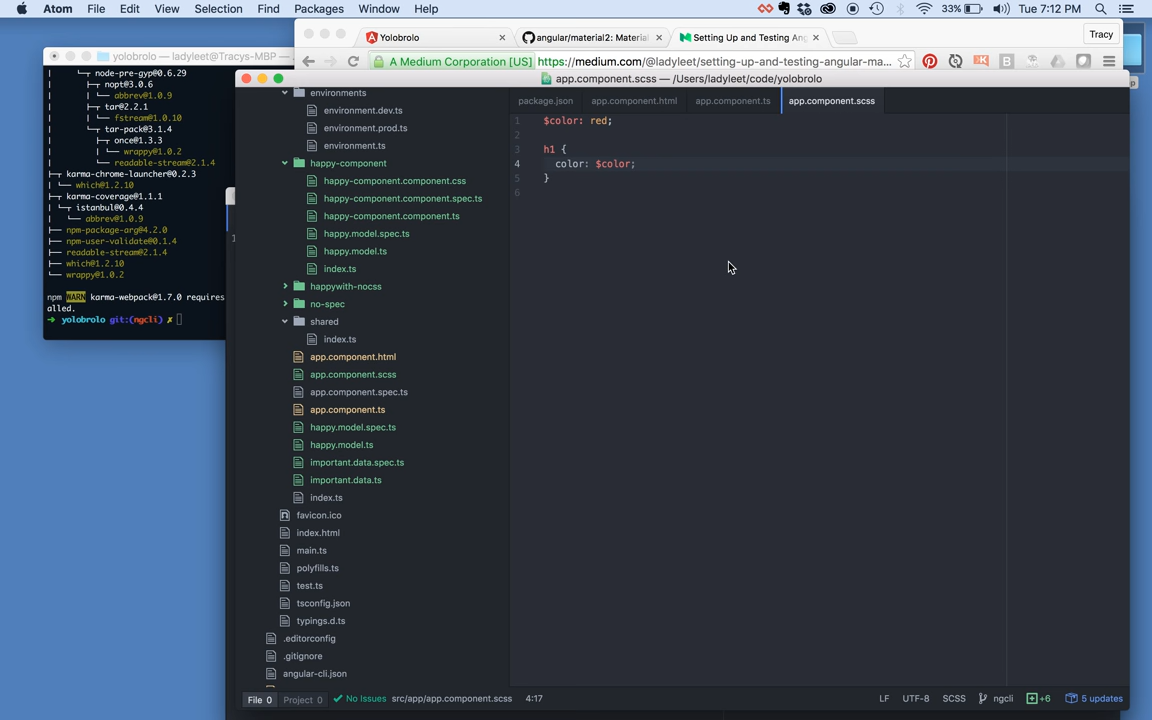 Atom File Edit View Selection Find Packages Window Help 33% Tue 7:12 PM
Yolobrolo
angular/material2: Material
Setting Up and Testing An
Tracy
yolobrolo — ladyleet@Tracys-MBP —
A Medium Corporation [US] https://medium.com/@ladyleet/setting-up-and-testing-angular-ma...
app.component.scss — /Users/ladyleet/code/yolobrolo
node-pre-gyp@0.6.29
nopt@3.0.6
abbrev@1.0.9
tar@2.2.1
fstream@1.0.10
tar-pack@3.1.4
once@1.3.3
wrappy@1.0.2
readable-stream@2.1.4
karma-chrome-launcher@0.2.3
which@1.2.10
karma-coverage@1.1.1
istanbul@0.4.4
abbrev@1.0.9
npm-package-arg@4.2.0
npm-user-validate@0.1.4
readable-stream@2.1.4
which@1.2.10
wrappy@1.0.2
npm WARN karma-webpack@1.7.0 requires
alled.
→ yolobrolo git:(ngcli) ✗
1
environments
environment.dev.ts
environment.prod.ts
environment.ts
happy-component
happy-component.component.css
happy-component.component.spec.ts
happy-component.component.ts
happy.model.spec.ts
happy.model.ts
index.ts
happywith-nocss
no-spec
shared
index.ts
app.component.html
app.component.scss
app.component.spec.ts
app.component.ts
happy.model.spec.ts
happy.model.ts
important.data.spec.ts
important.data.ts
index.ts
favicon.ico
index.html
main.ts
polyfills.ts
test.ts
tsconfig.json
typings.d.ts
.editorconfig
.gitignore
angular-cli.json
package.json app.component.html app.component.ts app.component.scss
1 $color: red;
2
3 h1 {
4 color: $color;
5 }
6
File 0 Project 0 No Issues src/app/app.component.scss 4:17 LF UTF-8 SCSS ngcli +6 5 updates